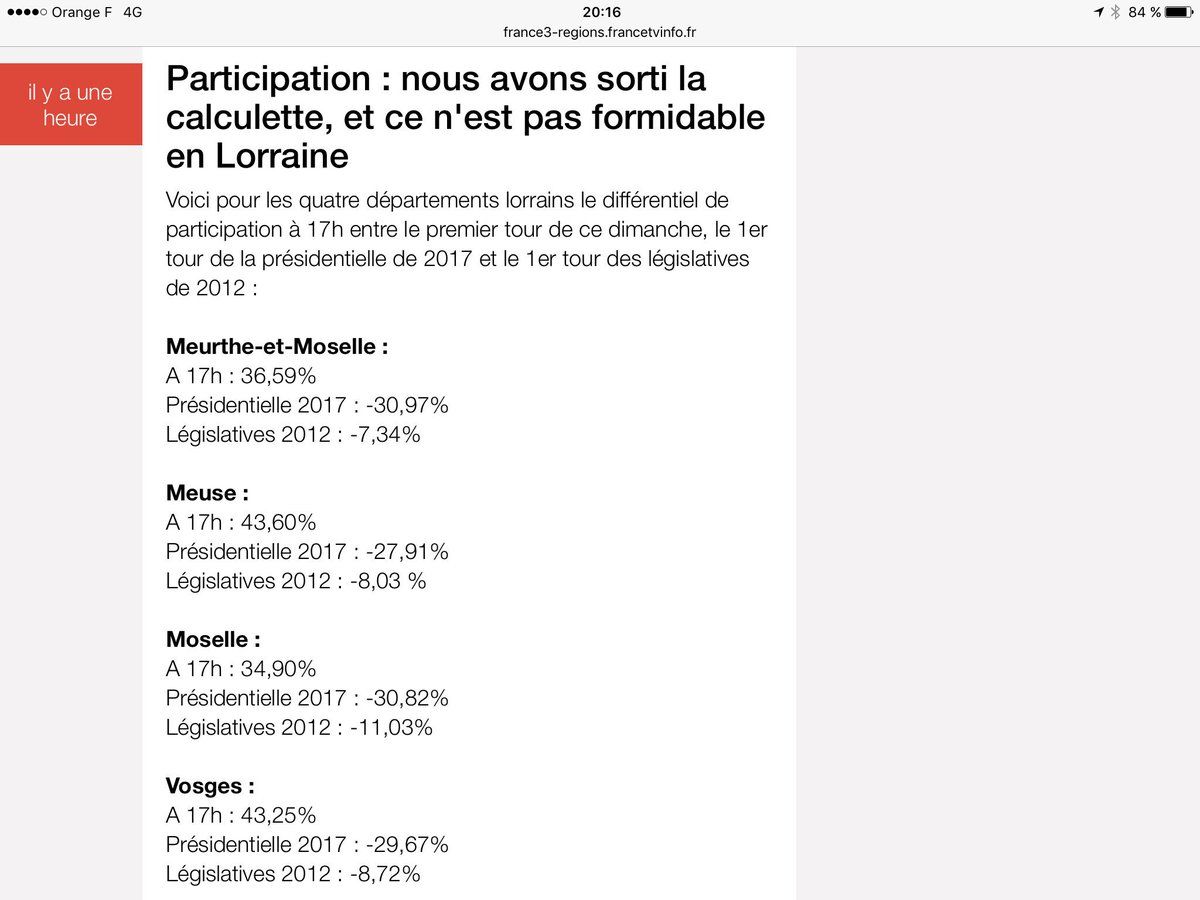 Orange F 4G 20:16 84 %
france3-regions.francetvinfo.fr
il y a une
heure
Participation : nous avons sorti la
calculette, et ce n'est pas formidable
en Lorraine
Voici pour les quatre départements lorrains le différentiel de
participation à 17h entre le premier tour de ce dimanche, le 1er
tour de la présidentielle de 2017 et le 1er tour des législatives
de 2012 :
Meurthe-et-Moselle :
A 17h : 36,59%
Présidentielle 2017 : -30,97%
Législatives 2012 : -7,34%
Meuse :
A 17h : 43,60%
Présidentielle 2017 : -27,91%
Législatives 2012 : -8,03 %
Moselle :
A 17h : 34,90%
Présidentielle 2017 : -30,82%
Législatives 2012 : -11,03%
Vosges :
A 17h : 43,25%
Présidentielle 2017 : -29,67%
Législatives 2012 : -8,72%